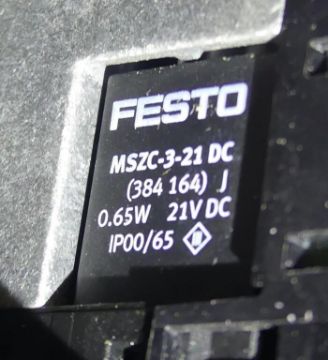 FESTO
MSZC-3-21 DC
(384 164) J
0.65W 21V DC
IP00/65